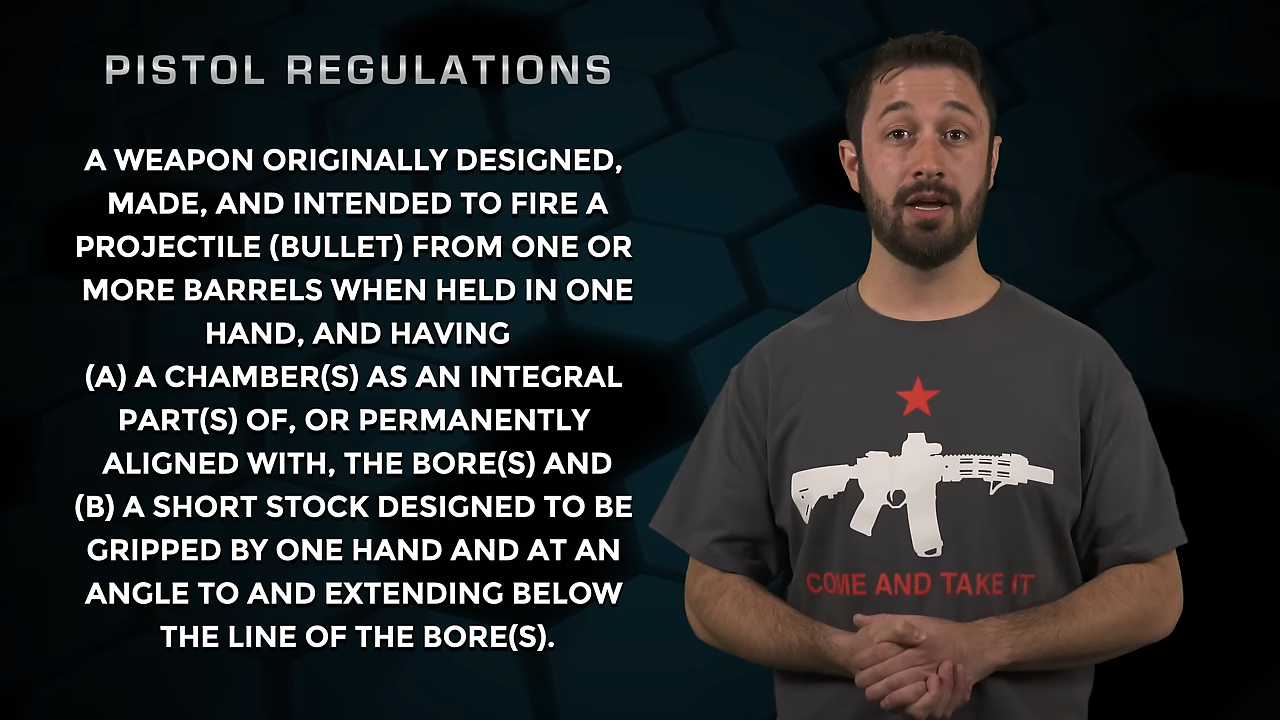 PISTOL REGULATIONS
A WEAPON ORIGINALLY DESIGNED,
MADE, AND INTENDED TO FIRE A
PROJECTILE (BULLET) FROM ONE OR
MORE BARRELS WHEN HELD IN ONE
HAND, AND HAVING
(A) A CHAMBER(S) AS AN INTEGRAL
PART(S) OF, OR PERMANENTLY
ALIGNED WITH, THE BORE(S) AND
(B) A SHORT STOCK DESIGNED TO BE
GRIPPED BY ONE HAND AND AT AN
ANGLE TO AND EXTENDING BELOW
THE LINE OF THE BORE(S).
COME AND TAKE IT